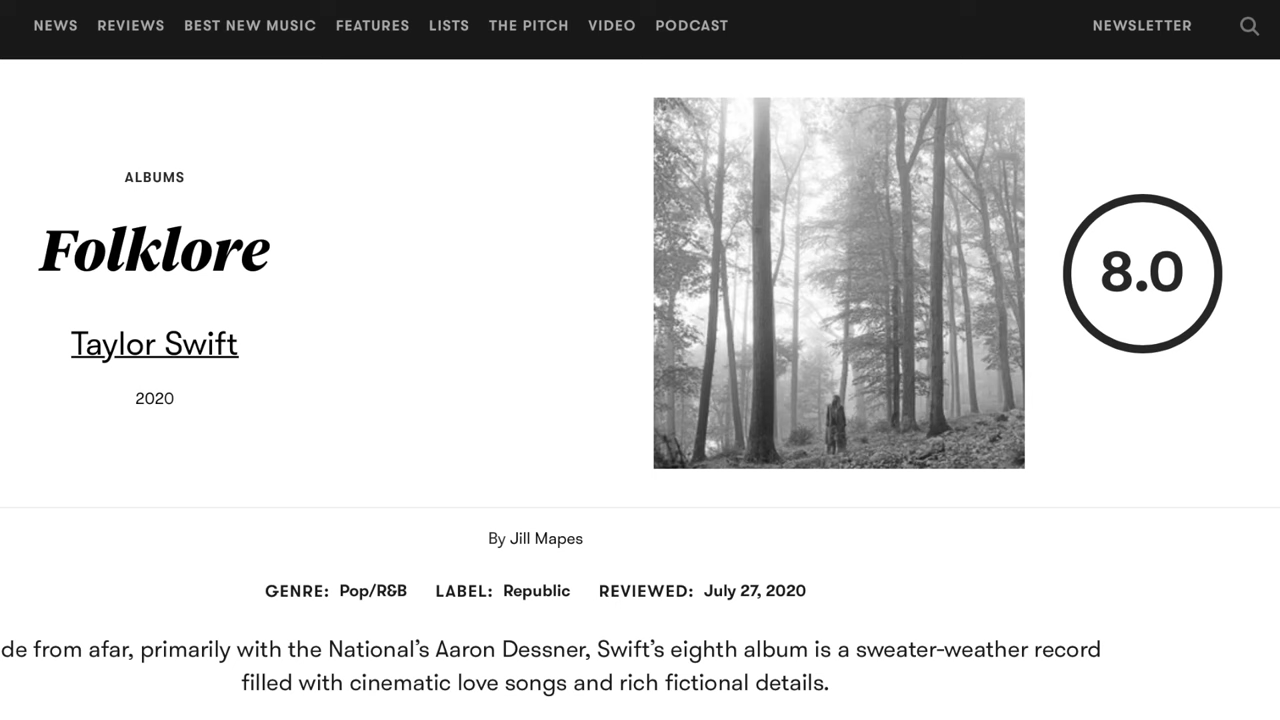 NEWS REVIEWS BEST NEW MUSIC FEATURES LISTS THE PITCH VIDEO PODCAST NEWSLETTER
ALBUMS
Folklore
Taylor Swift
2020
8.0
By Jill Mapes
GENRE: Pop/R&B LABEL: Republic REVIEWED: July 27, 2020
de from afar, primarily with the National’s Aaron Dessner, Swift’s eighth album is a sweater-weather record
filled with cinematic love songs and rich fictional details.